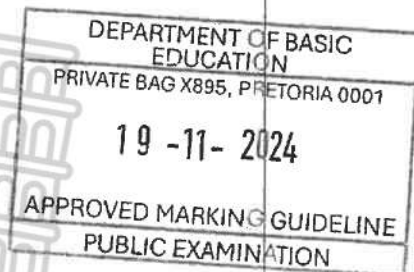 DEPARTMENT OF BASIC
EDUCATION
PRIVATE BAG X895, PRETORIA 0001
19 -11- 2024
APPROVED MARKING GUIDELINE
PUBLIC EXAMINATION